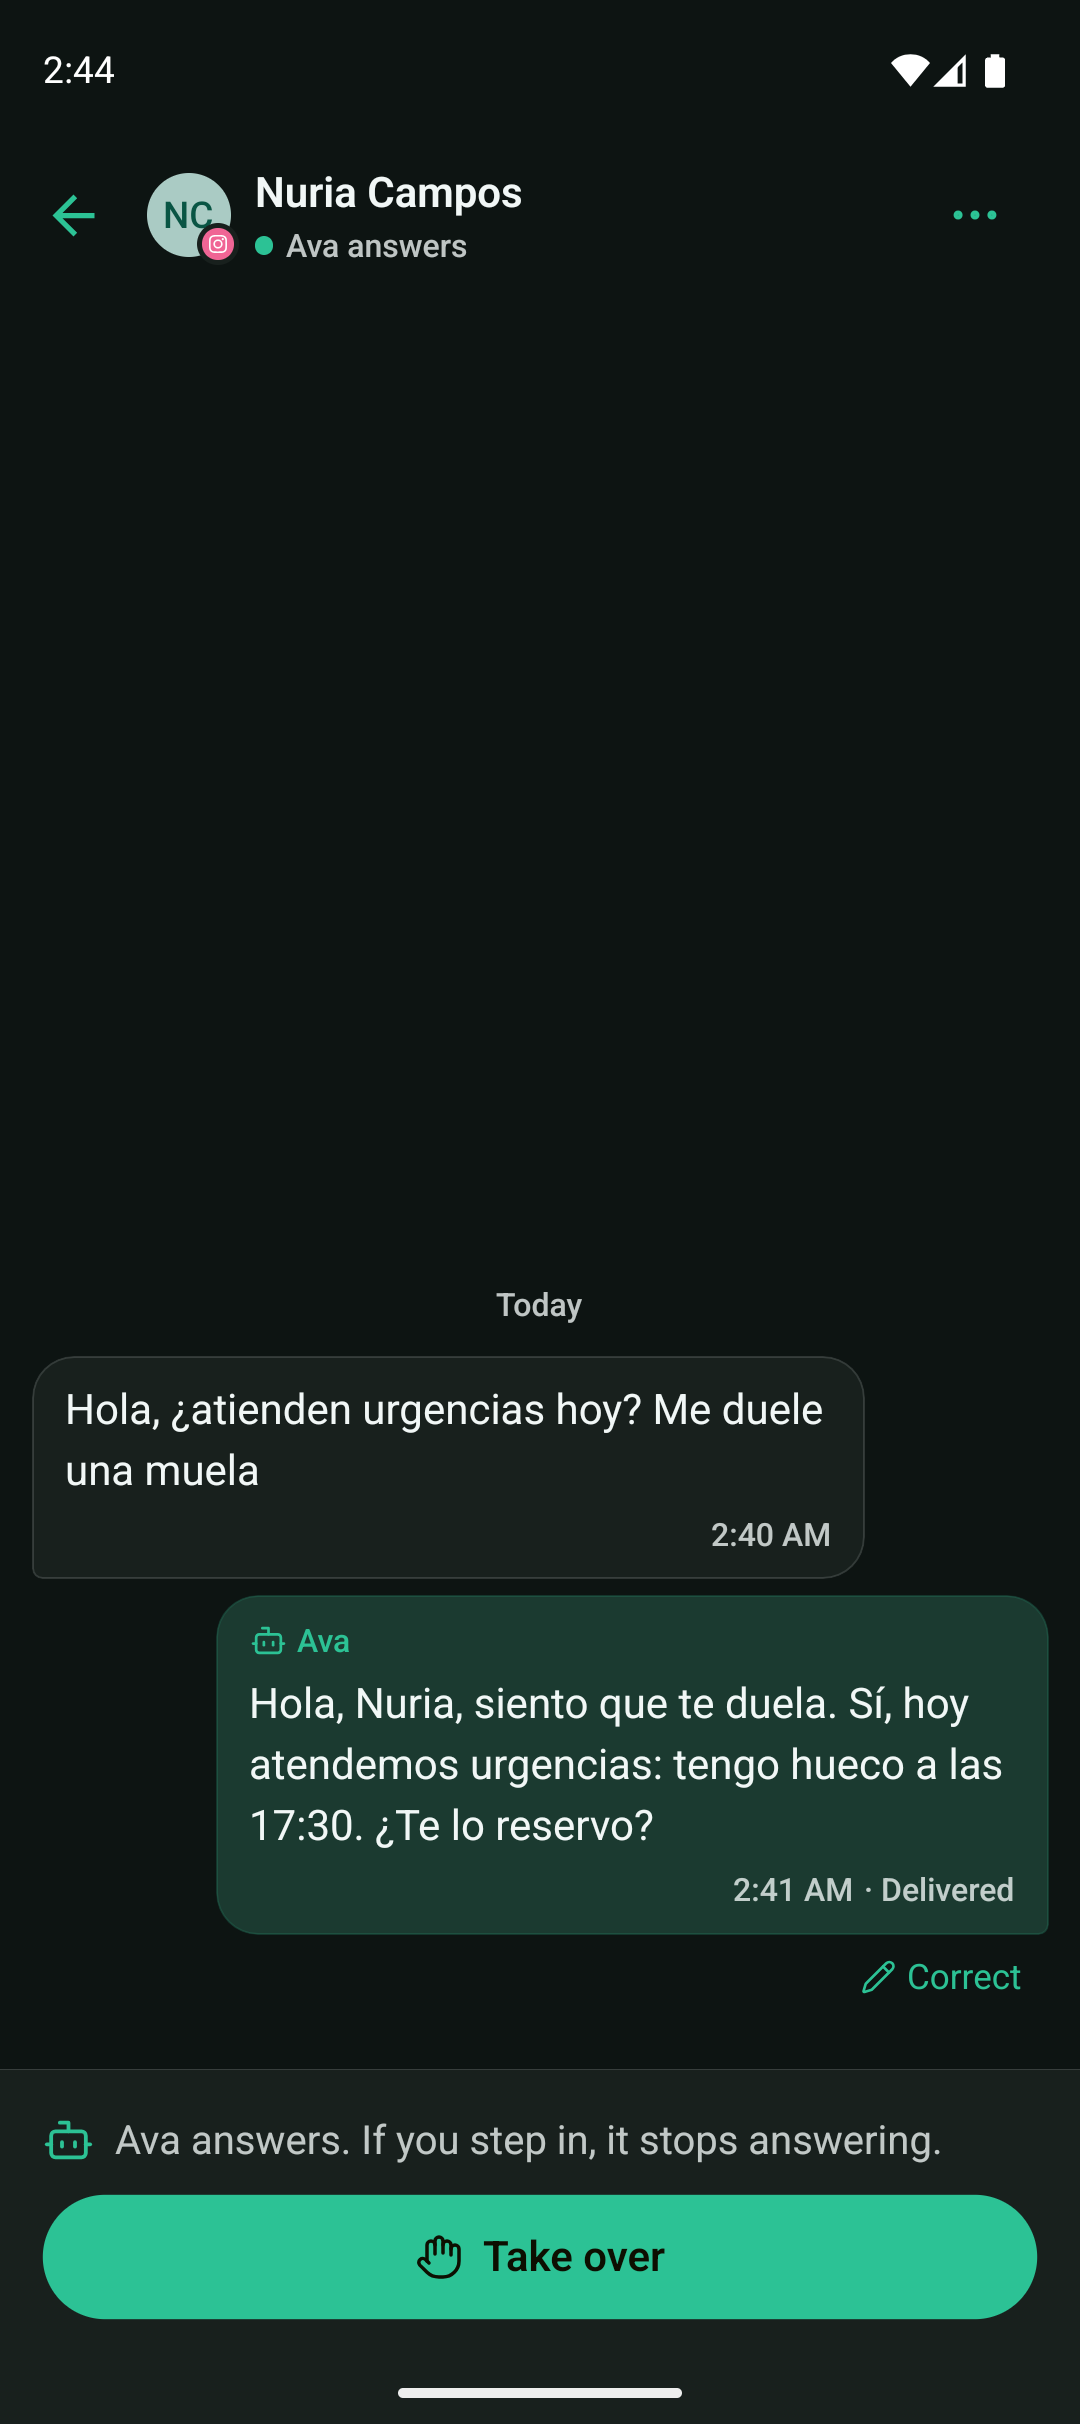 2:44
NC
Nuria Campos
Ava answers
Today
Hola, ¿atienden urgencias hoy? Me duele
una muela
2:40 AM
Ava
Hola, Nuria, siento que te duela. Sí, hoy
atendemos urgencias: tengo hueco a las
17:30. ¿Te lo reservo?
2:41 AM · Delivered
Correct
Ava answers. If you step in, it stops answering.
Take over